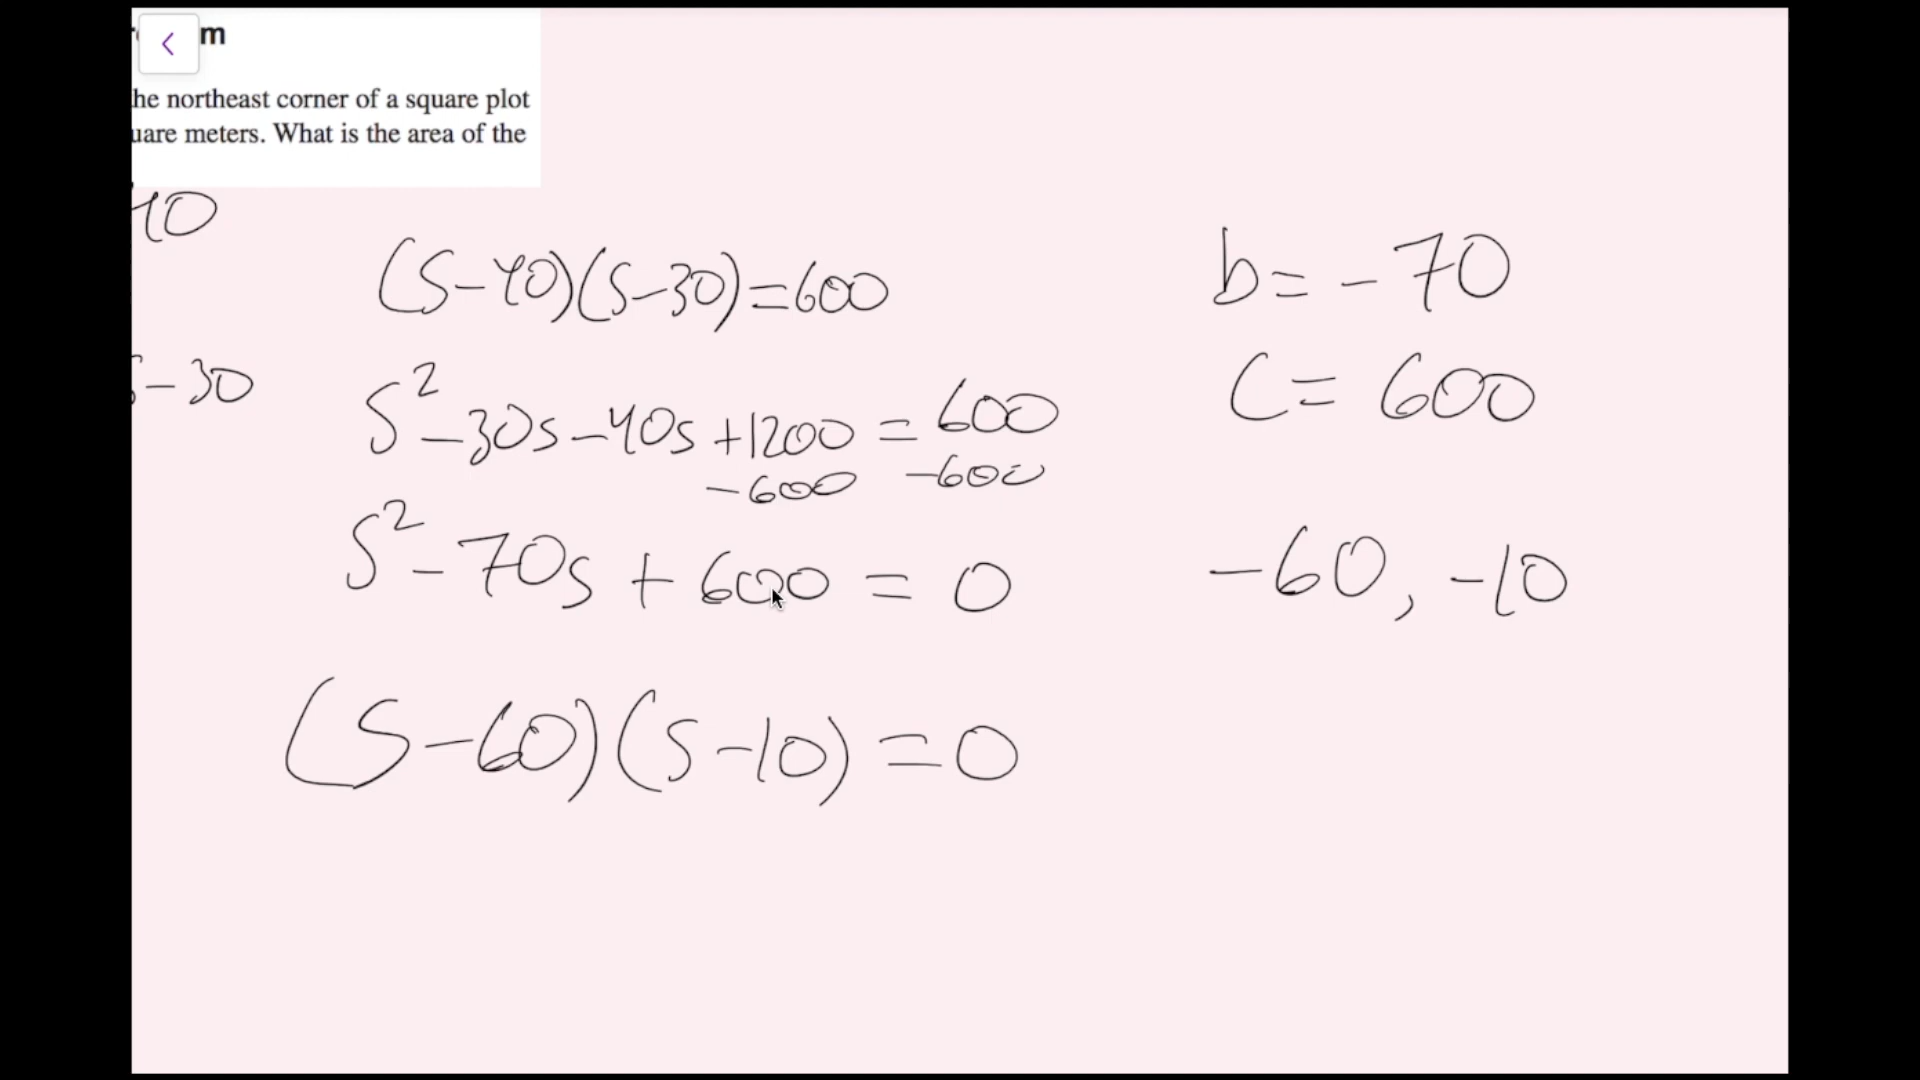 m
he northeast corner of a square plot
uare meters. What is the area of the
40
(s-40)(s-30)=600
b=-70
-30
s²-30s-40s+1200=600
c=600
-600 -600
s²-70s+600=0
-60, -10
(s-60)(s-10)=0